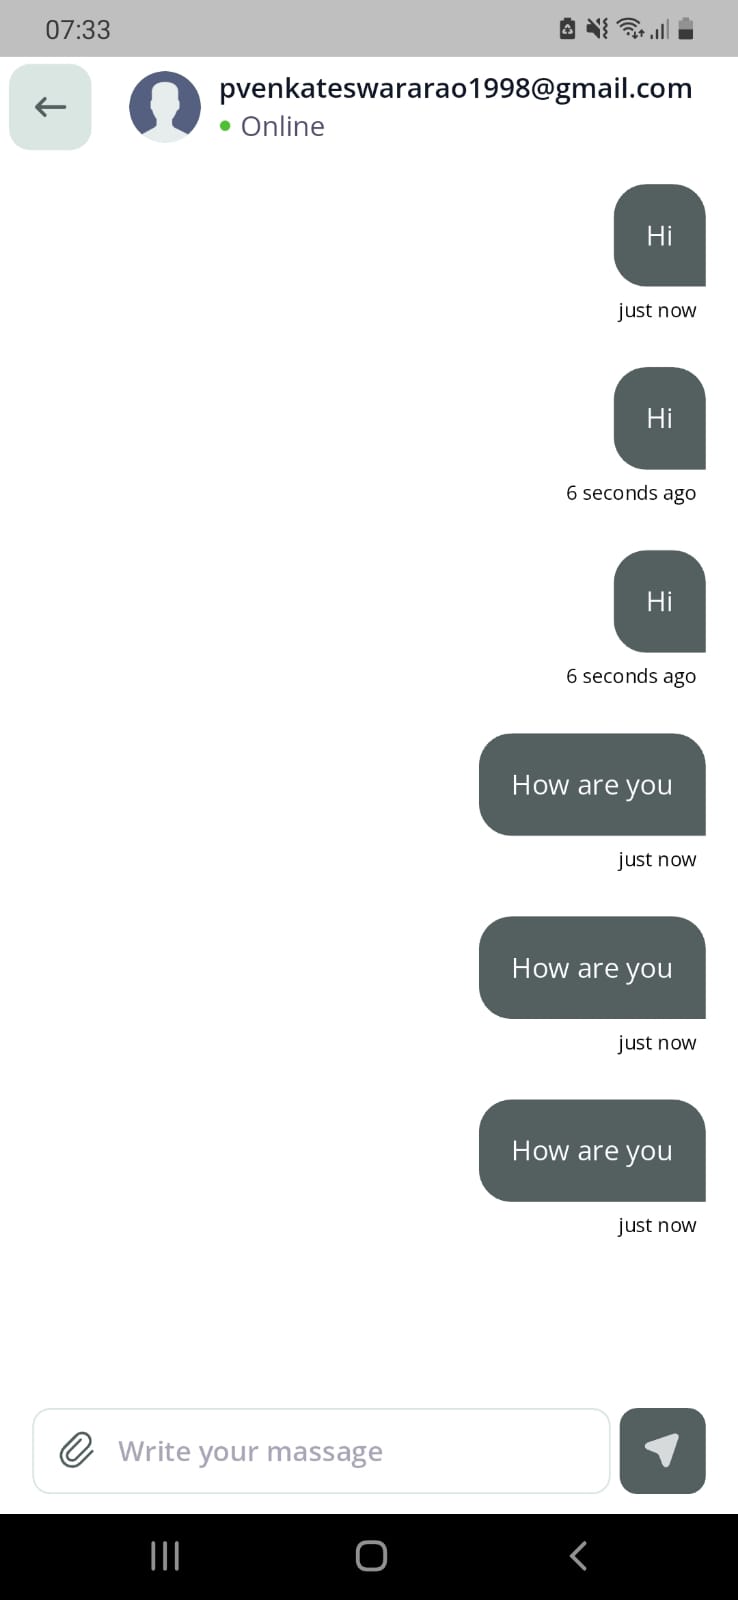 07:33
pvenkateswararao1998@gmail.com
Online
Hi
just now
Hi
6 seconds ago
Hi
6 seconds ago
How are you
just now
How are you
just now
How are you
just now
Write your massage